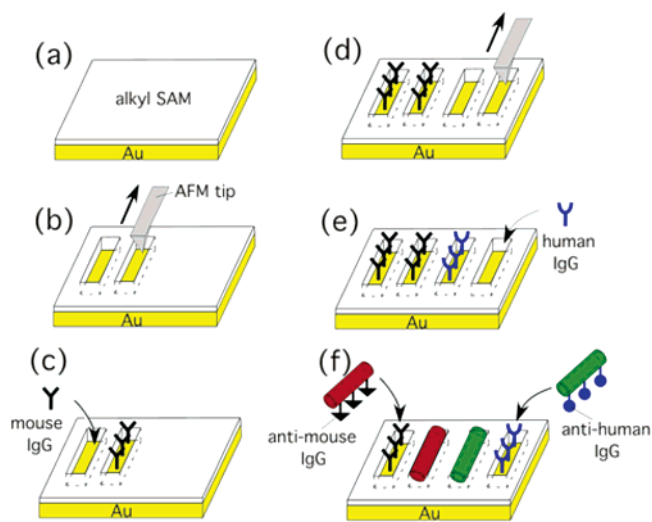 (a)
alkyl SAM
Au
(b)
AFM tip
Au
(c)
mouse
IgG
Au
(d)
Au
(e)
human
IgG
Au
(f)
anti-mouse
IgG
anti-human
IgG
Au